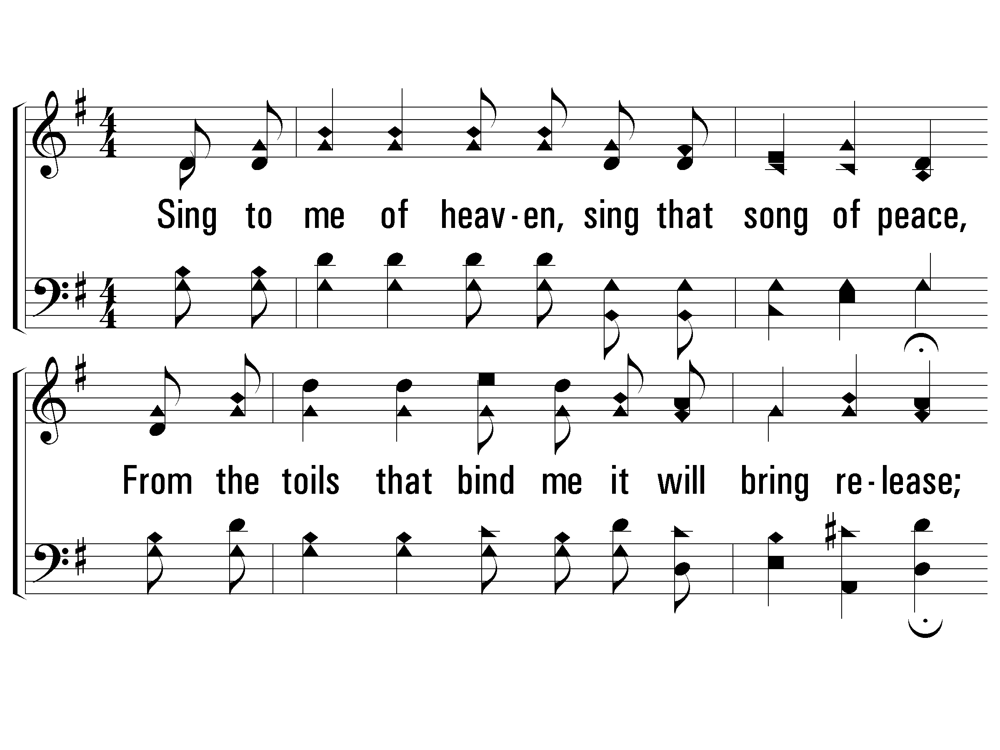 Sing to me of heav-en, sing that song of peace,
From the toils that bind me it will bring re-lease;